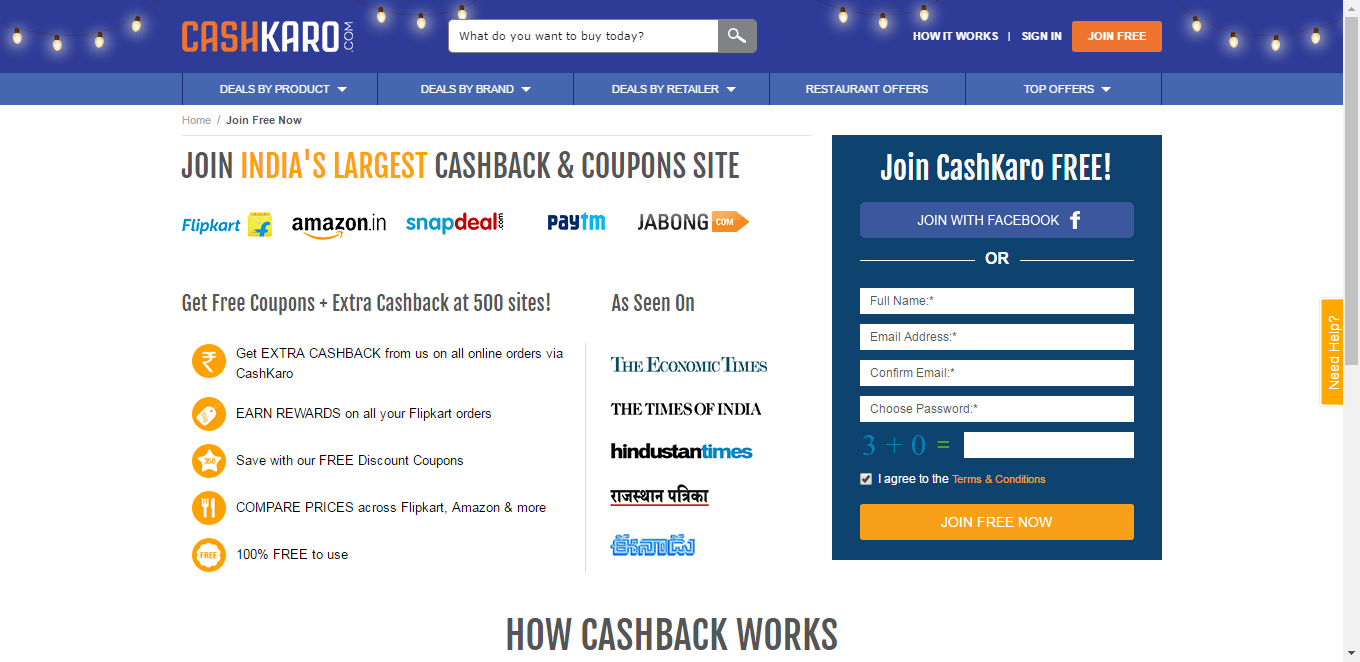 CASHKARO.COM
What do you want to buy today?
HOW IT WORKS | SIGN IN JOIN FREE
DEALS BY PRODUCT DEALS BY BRAND DEALS BY RETAILER RESTAURANT OFFERS TOP OFFERS
Home / Join Free Now
JOIN INDIA'S LARGEST CASHBACK & COUPONS SITE
Flipkart amazon.in snapdeal.com paytm JABONG COM
Get Free Coupons + Extra Cashback at 500 sites!
Get EXTRA CASHBACK from us on all online orders via
CashKaro
EARN REWARDS on all your Flipkart orders
360 Save with our FREE Discount Coupons
COMPARE PRICES across Flipkart, Amazon & more
FREE 100% FREE to use
As Seen On
THE ECONOMIC TIMES
THE TIMES OF INDIA
hindustantimes
राजस्थान पत्रिका
ఈనాడు
Join CashKaro FREE!
JOIN WITH FACEBOOK f
OR
Full Name:*
Email Address:*
Confirm Email:*
Choose Password:*
3 + 0 =
I agree to the Terms & Conditions
JOIN FREE NOW
Need Help?
HOW CASHBACK WORKS